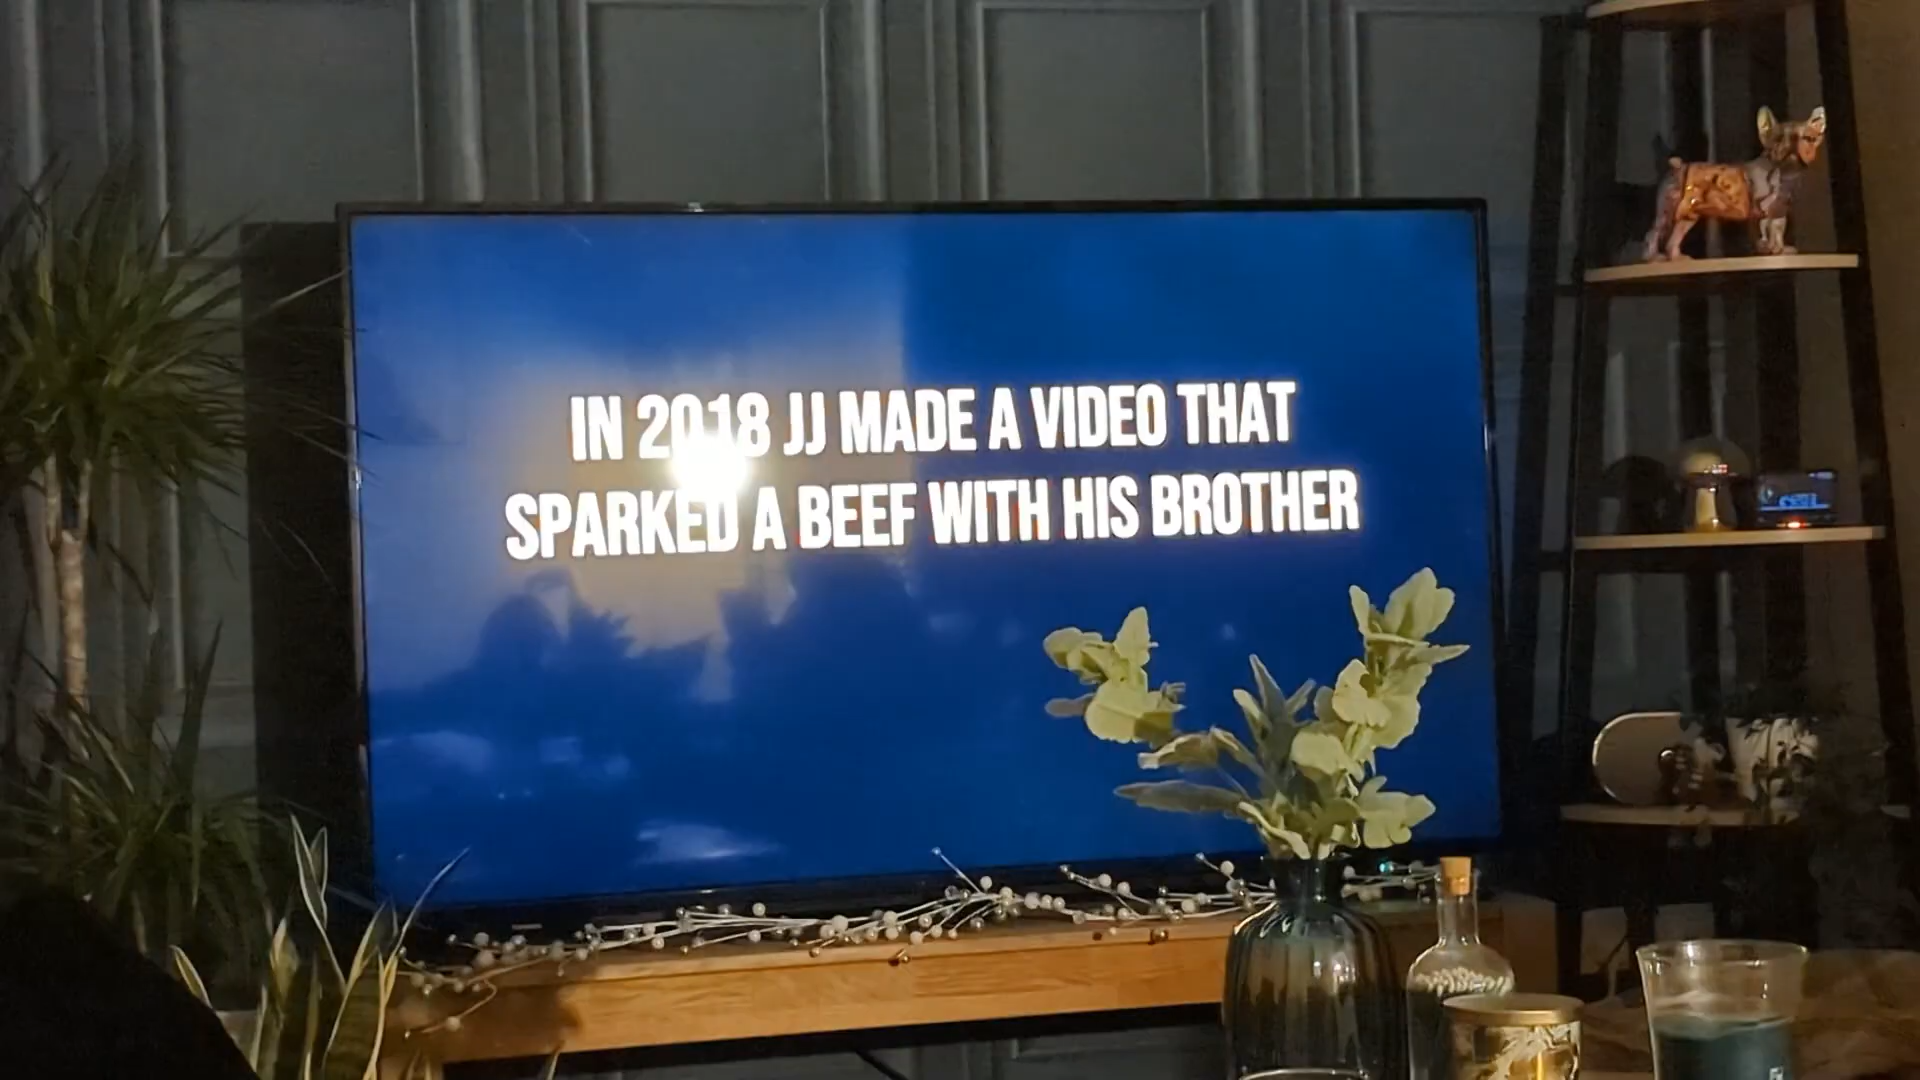 IN 2018 JJ MADE A VIDEO THAT
SPARKED A BEEF WITH HIS BROTHER